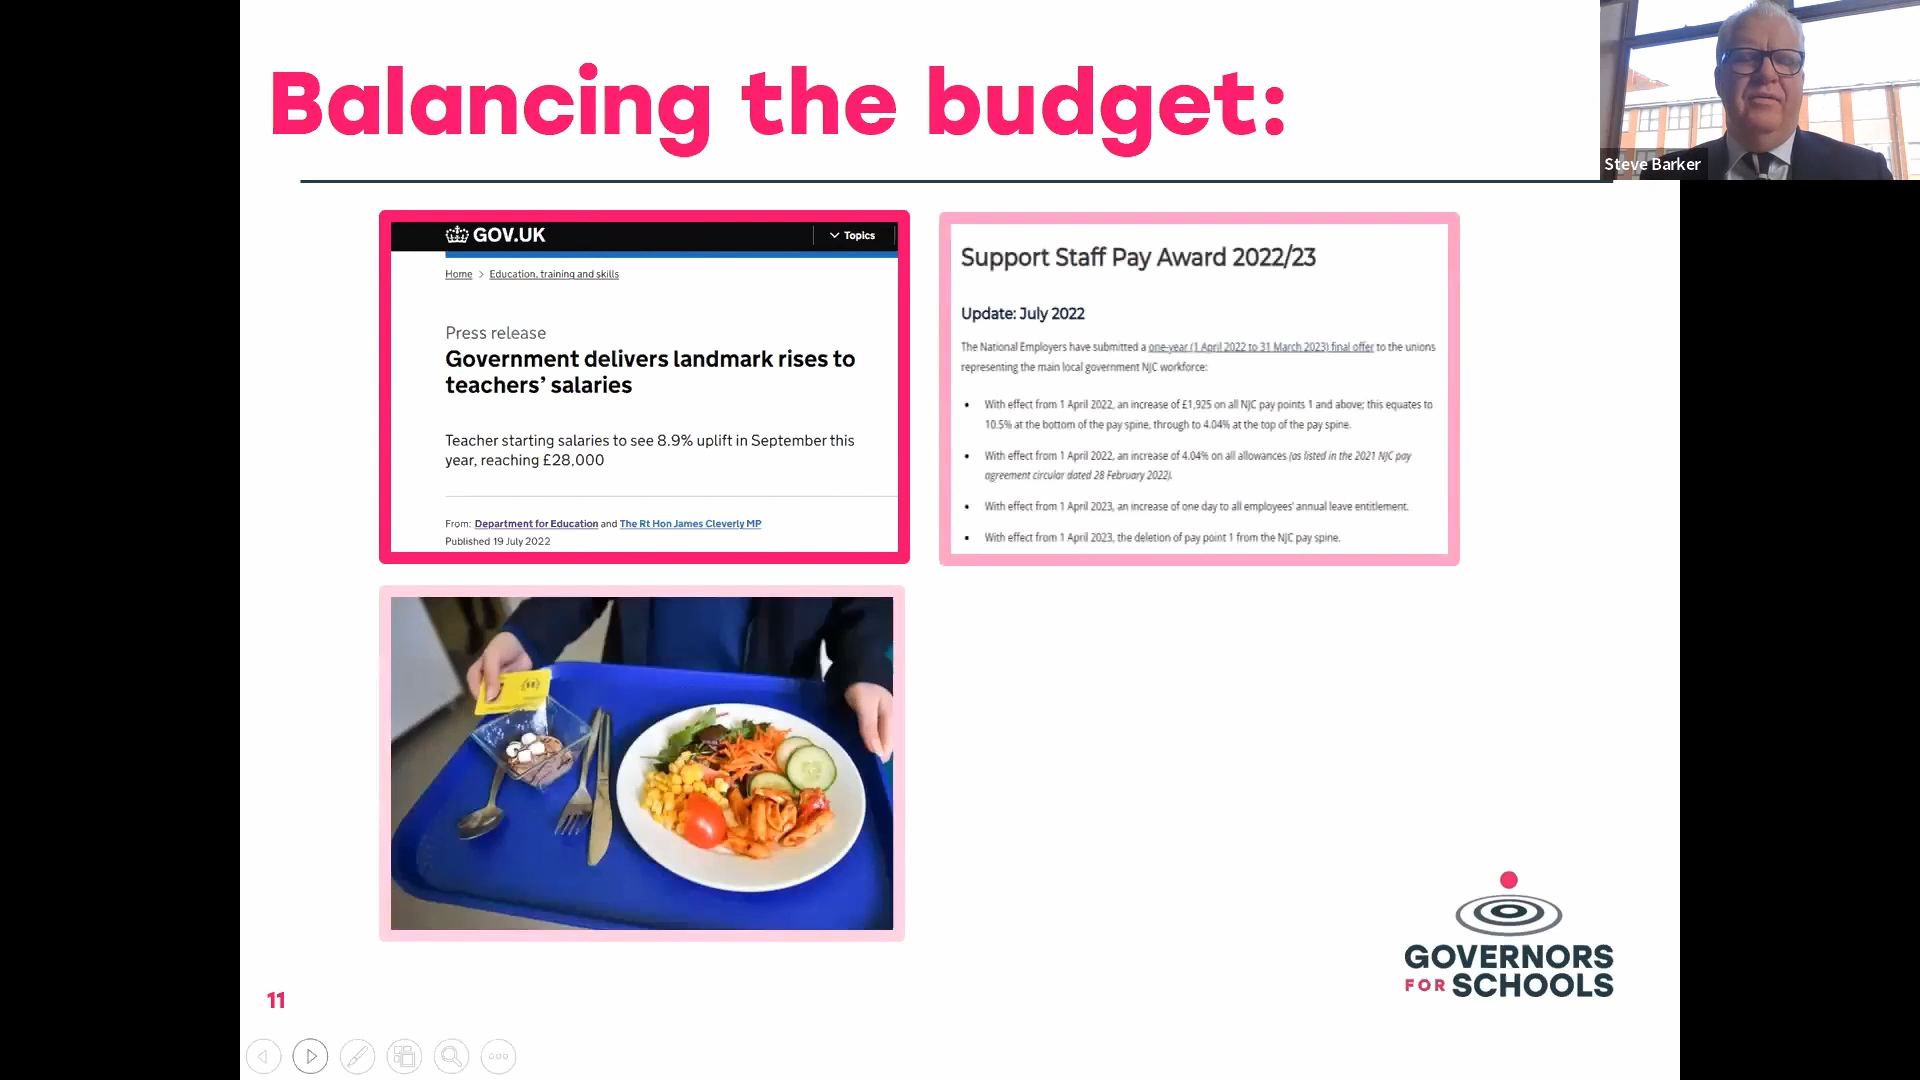 Balancing the budget:
Steve Barker
GOV.UK
Topics
Home > Education, training and skills
Press release
Government delivers landmark rises to
teachers’ salaries
Teacher starting salaries to see 8.9% uplift in September this
year, reaching £28,000
From: Department for Education and The Rt Hon James Cleverly MP
Published 19 July 2022
Support Staff Pay Award 2022/23
Update: July 2022
The National Employers have submitted a one-year (1 April 2022 to 31 March 2023) final offer to the unions
representing the main local government NJC workforce:
• With effect from 1 April 2022, an increase of £1,925 on all NJC pay points 1 and above; this equates to
10.5% at the bottom of the pay spine, through to 4.04% at the top of the pay spine.
• With effect from 1 April 2022, an increase of 4.04% on all allowances (as listed in the 2021 NJC pay
agreement circular dated 28 February 2022).
• With effect from 1 April 2023, an increase of one day to all employees' annual leave entitlement.
• With effect from 1 April 2023, the deletion of pay point 1 from the NJC pay spine.
GOVERNORS
FOR SCHOOLS
11